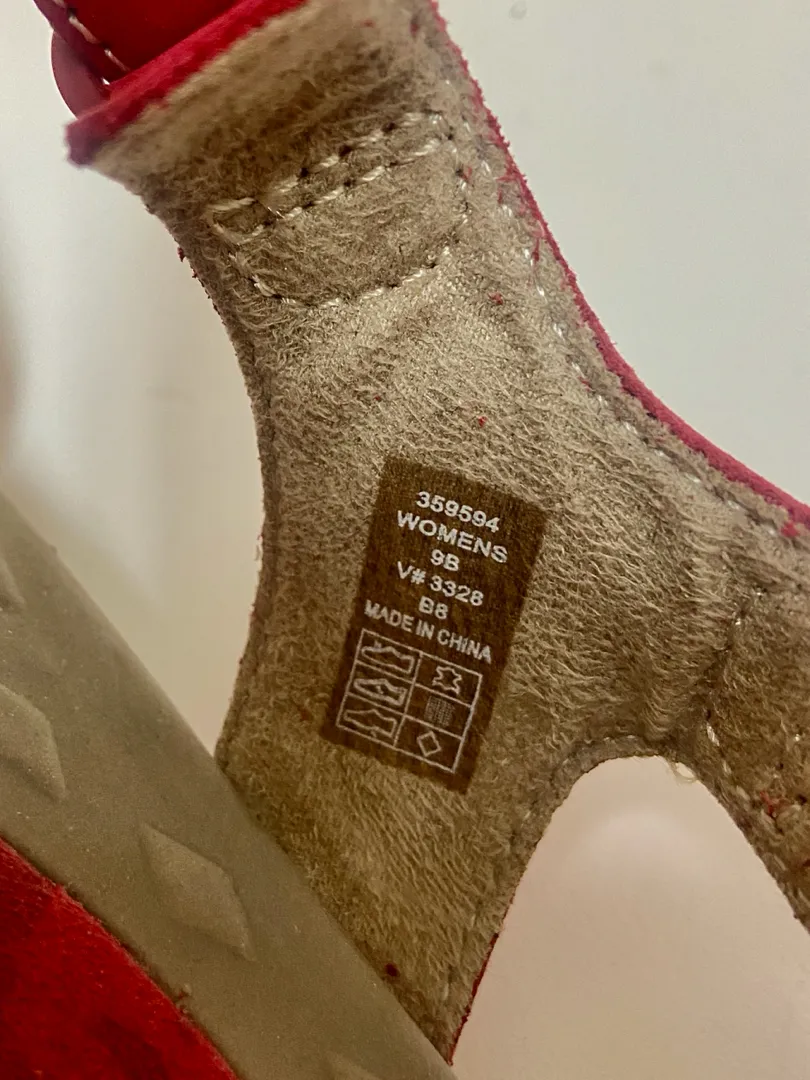 359594
WOMENS
9B
V# 3328
B8
MADE IN CHINA